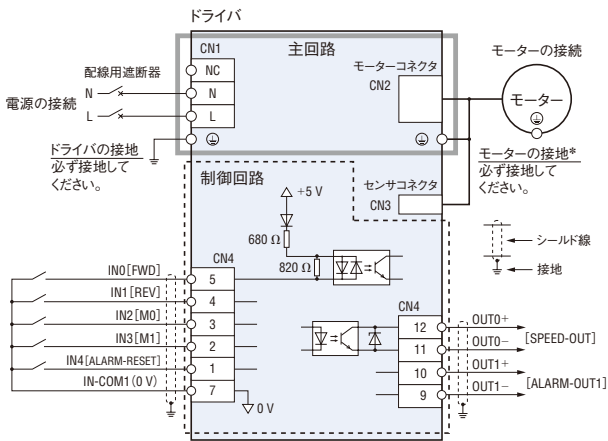 ドライバ
CN1
主回路
モーターの接続
配線用遮断器
NC
モーターコネクタ
CN2
電源の接続
N
N
モーター
L
L
ドライバの接地
必ず接地して
ください。
モーターの接地*
必ず接地して
ください。
制御回路
センサコネクタ
CN3
+5 V
680 Ω
820 Ω
シールド線
接地
CN4
IN0[FWD]
5
IN1[REV]
4
IN2[M0]
3
IN3[M1]
2
IN4[ALARM-RESET]
1
IN-COM1(0 V)
7
0 V
CN4
12
OUT0+
11
OUT0−
[SPEED-OUT]
10
OUT1+
9
OUT1−
[ALARM-OUT1]